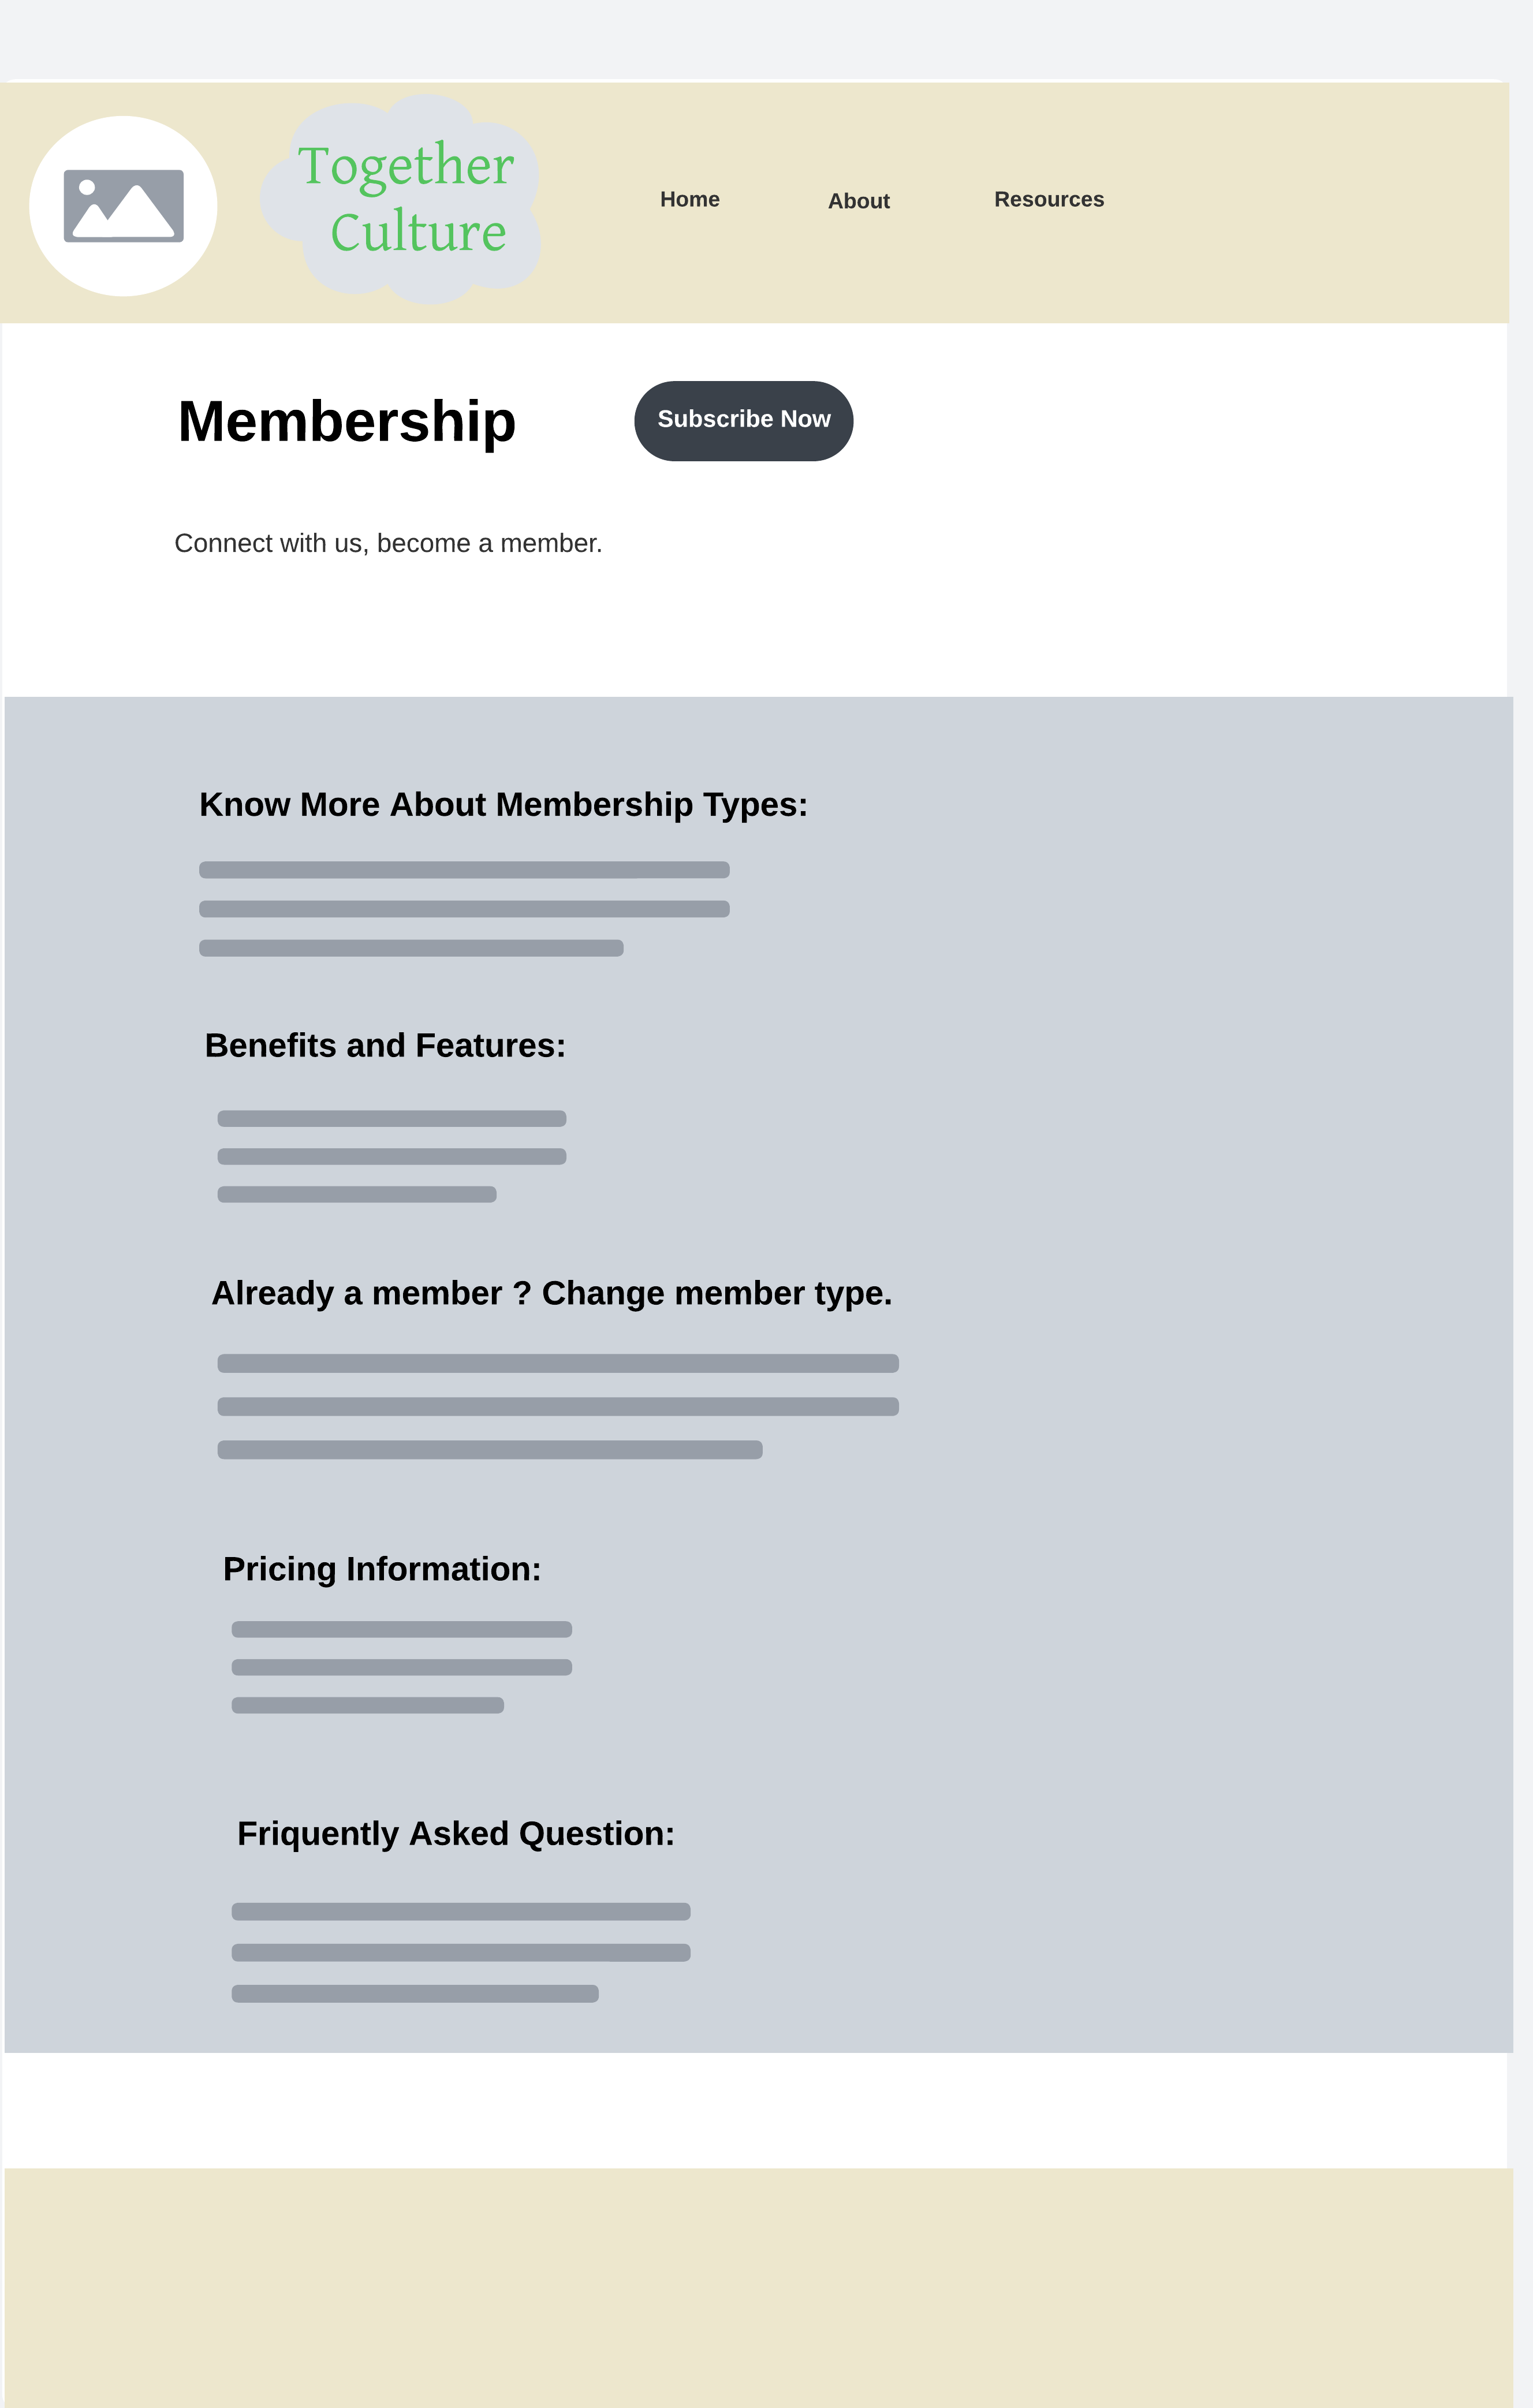 Together
Culture
Home
About
Resources
Membership
Subscribe Now
Connect with us, become a member.
Know More About Membership Types:
Benefits and Features:
Already a member ? Change member type.
Pricing Information:
Friquently Asked Question: